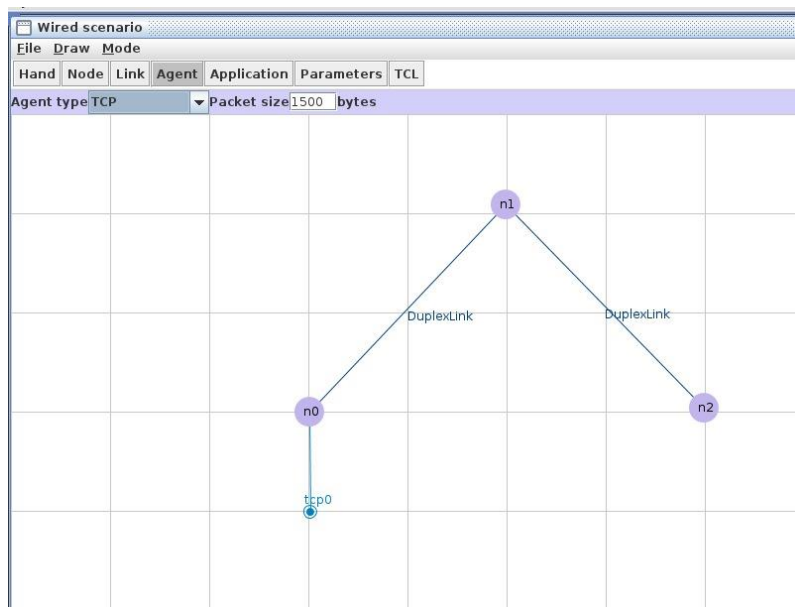 Wired scenario
File Draw Mode
Hand Node Link Agent Application Parameters TCL
Agent type TCP Packet size 1500 bytes
n1
DuplexLink DuplexLink
n0 n2
tcp0